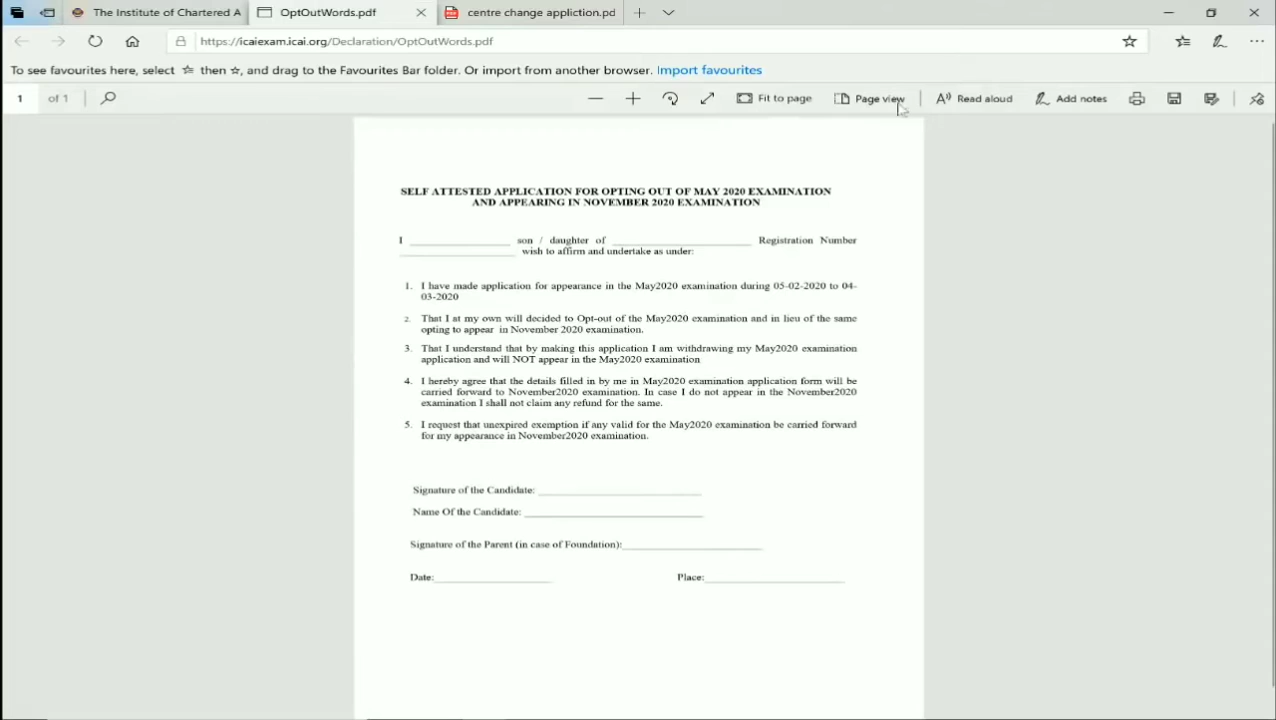 The Institute of Chartered A
OptOutWords.pdf
centre change appliction.pd
https://icaiexam.icai.org/Declaration/OptOutWords.pdf
To see favourites here, select ☆ then ☆, and drag to the Favourites Bar folder. Or import from another browser. Import favourites
1 of 1 Fit to page Page view Read aloud Add notes
SELF ATTESTED APPLICATION FOR OPTING OUT OF MAY 2020 EXAMINATION
AND APPEARING IN NOVEMBER 2020 EXAMINATION
I ____________________ son / daughter of ___________________________ Registration Number
_______________________ wish to affirm and undertake as under:
1. I have made application for appearance in the May2020 examination during 05-02-2020 to 04-
03-2020
2. That I at my own will decided to Opt-out of the May2020 examination and in lieu of the same
opting to appear in November 2020 examination.
3. That I understand that by making this application I am withdrawing my May2020 examination
application and will NOT appear in the May2020 examination
4. I hereby agree that the details filled in by me in May2020 examination application form will be
carried forward to November2020 examination. In case I do not appear in the November2020
examination I shall not claim any refund for the same.
5. I request that unexpired exemption if any valid for the May2020 examination be carried forward
for my appearance in November2020 examination.
Signature of the Candidate: ______________________________
Name Of the Candidate: _________________________________
Signature of the Parent (in case of Foundation):_________________________
Date:_____________________ Place:_________________________